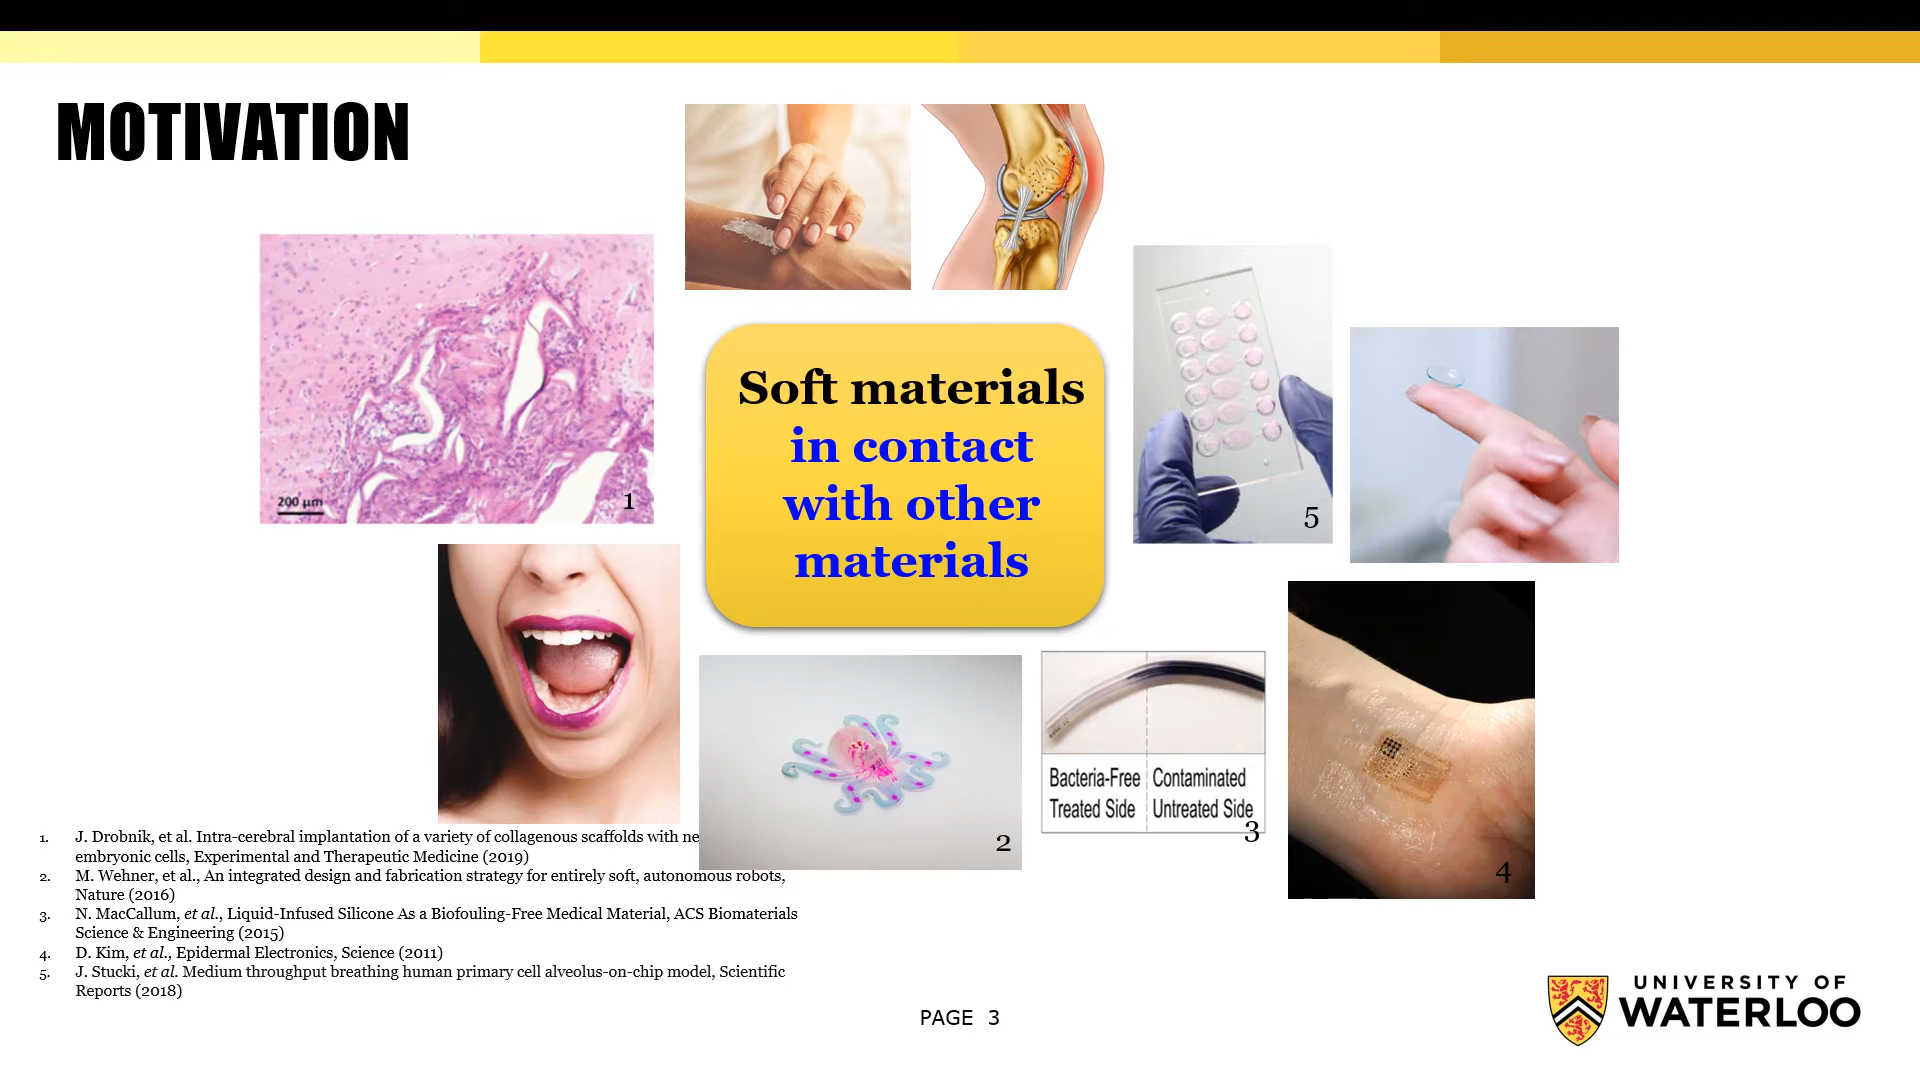 MOTIVATION
Soft materials
in contact
with other
materials
200 µm
1
5
Bacteria-Free Contaminated
Treated Side Untreated Side
3
2
4
1. J. Drobnik, et al. Intra-cerebral implantation of a variety of collagenous scaffolds with
embryonic cells, Experimental and Therapeutic Medicine (2019)
2. M. Wehner, et al., An integrated design and fabrication strategy for entirely soft, autonomous robots,
Nature (2016)
3. N. MacCallum, et al., Liquid-Infused Silicone As a Biofouling-Free Medical Material, ACS Biomaterials
Science & Engineering (2015)
4. D. Kim, et al., Epidermal Electronics, Science (2011)
5. J. Stucki, et al. Medium throughput breathing human primary cell alveolus-on-chip model, Scientific
Reports (2018)
PAGE 3
UNIVERSITY OF
WATERLOO